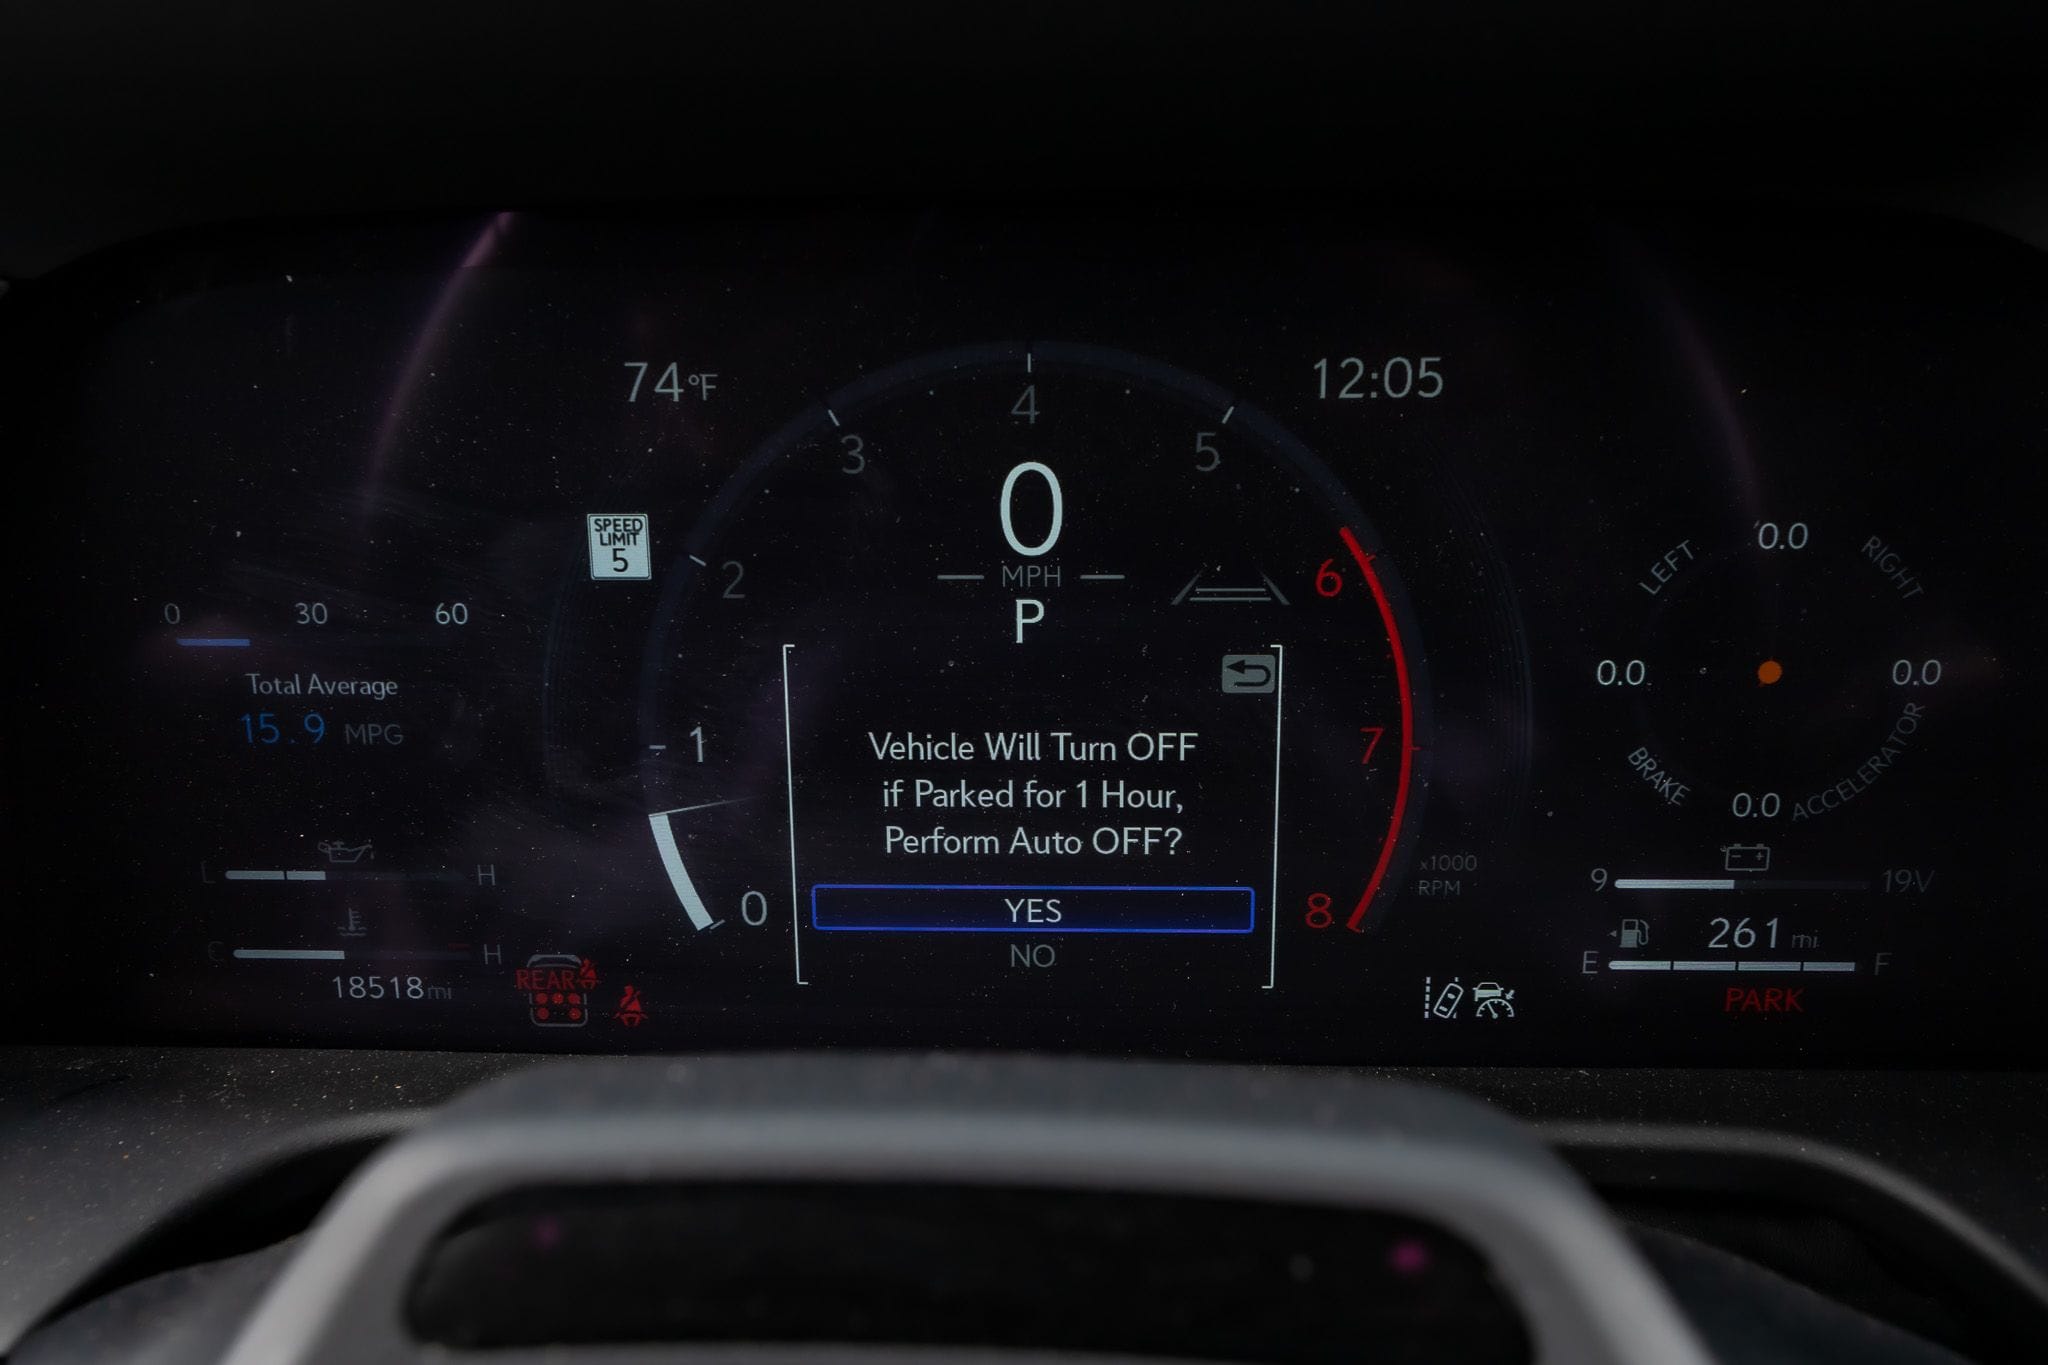 74°F
12:05
4
3
5
0
SPEED
LIMIT
5
2
MPH
6
P
0 30 60
Total Average
15.9 MPG
1
7
Vehicle Will Turn OFF
if Parked for 1 Hour,
Perform Auto OFF?
YES
NO
0
8
x1000
RPM
L H
C H
18518 mi
REAR
LEFT
0.0
RIGHT
0.0
0.0
BRAKE
0.0
ACCELERATOR
9 19V
261 mi
E F
PARK